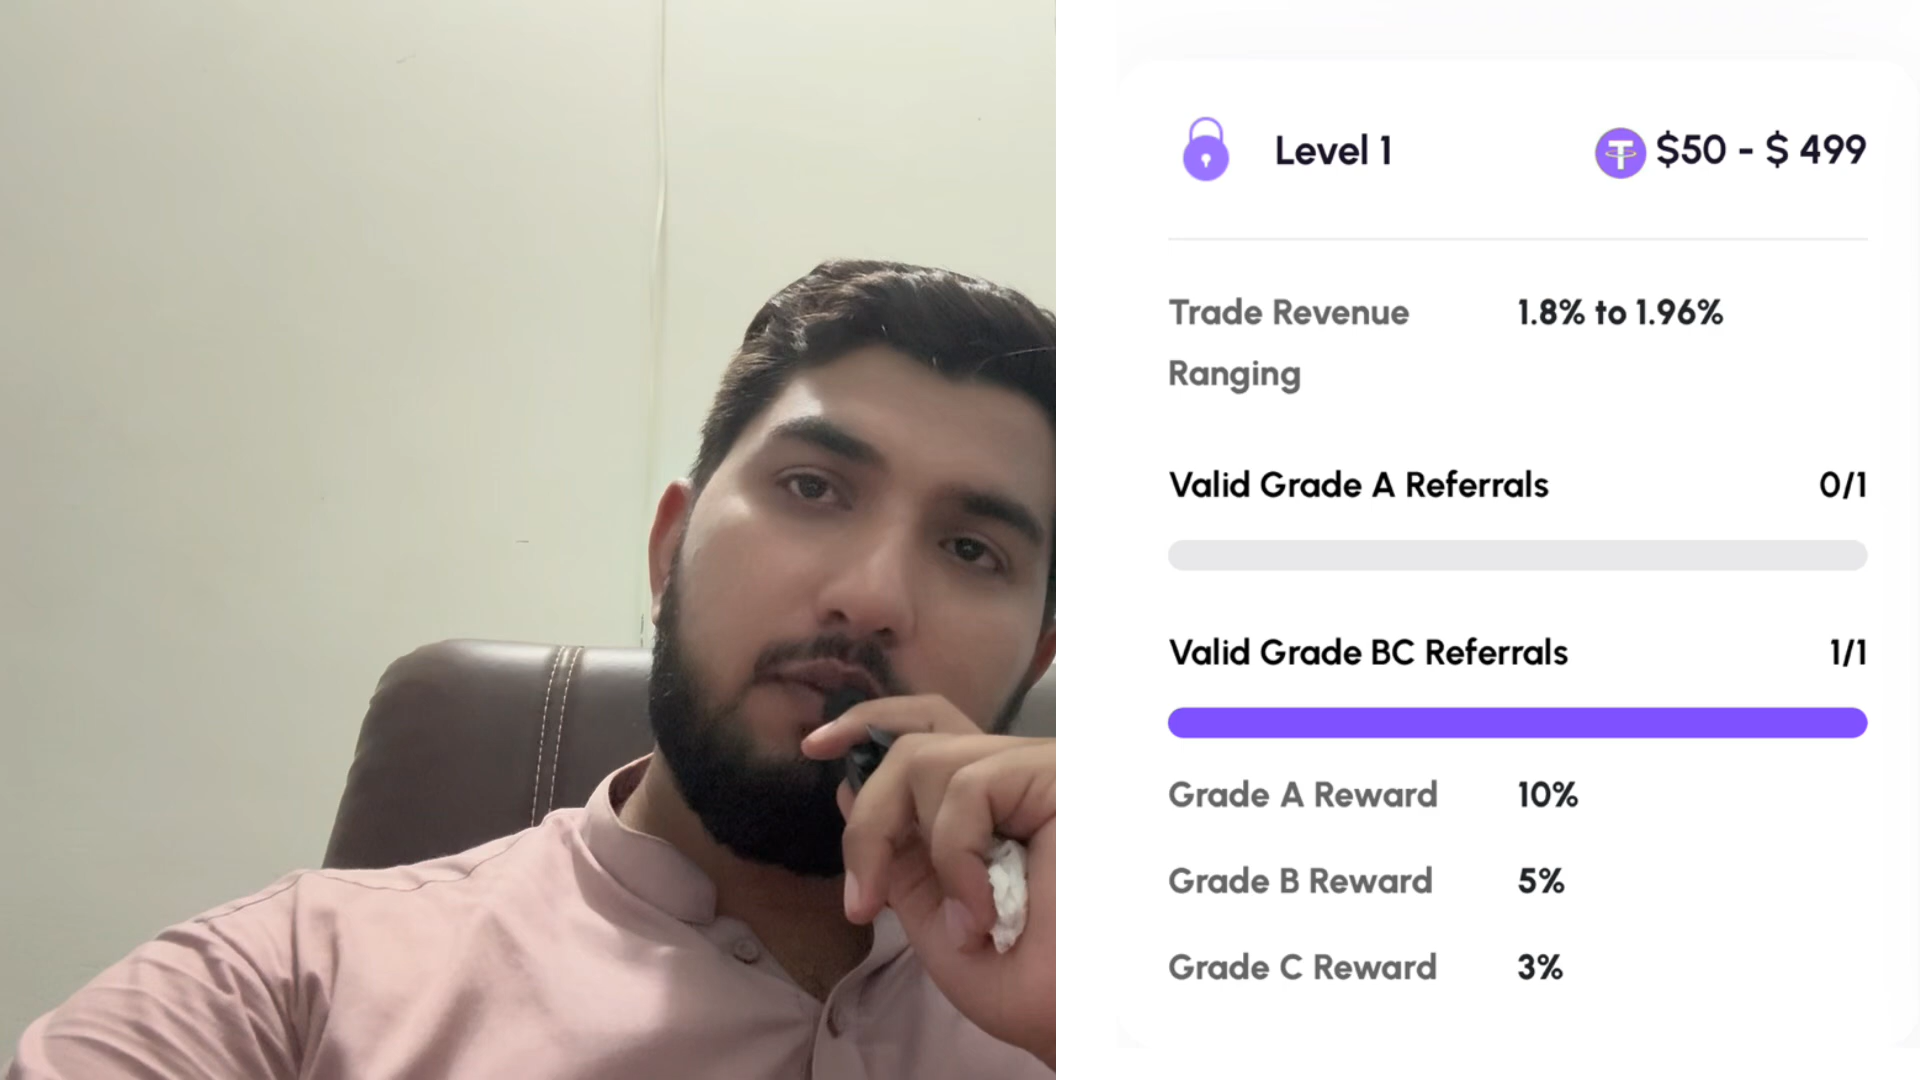 Level 1
$50 - $ 499
Trade Revenue
1.8% to 1.96%
Ranging
Valid Grade A Referrals
0/1
Valid Grade BC Referrals
1/1
Grade A Reward
10%
Grade B Reward
5%
Grade C Reward
3%